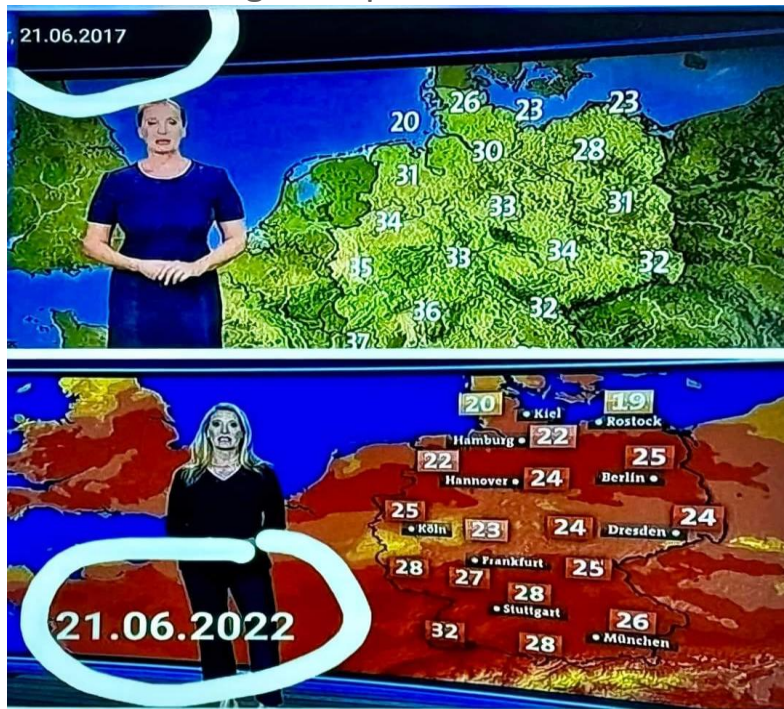 , 21.06.2017
26 23 23
20
30 28
31
33 31
34
35 33 34 32
36 32
37
20 Kiel 19
Rostock
Hamburg 22
22 25
Hannover 24 Berlin
25 24
Köln 23 24 Dresden
Frankfurt
28 27 25
28
Stuttgart
26
21.06.2022
32 28 München